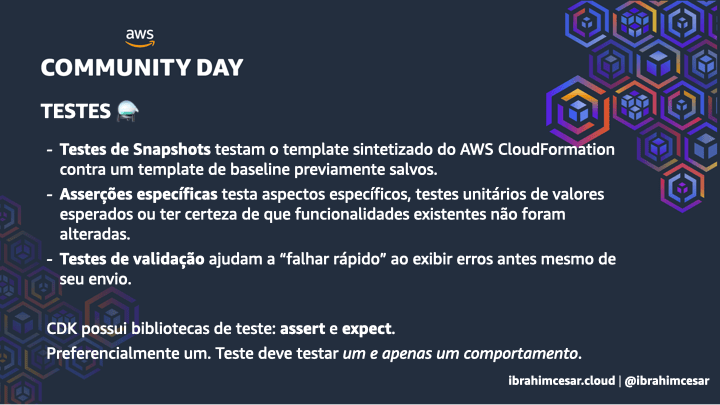 aws
COMMUNITY DAY
TESTES
- Testes de Snapshots testam o template sintetizado do AWS CloudFormation
contra um template de baseline previamente salvos.
- Asserções específicas testa aspectos específicos, testes unitários de valores
esperados ou ter certeza de que funcionalidades existentes não foram
alteradas.
- Testes de validação ajudam a “falhar rápido” ao exibir erros antes mesmo de
seu envio.
CDK possui bibliotecas de teste: assert e expect.
Preferencialmente um. Teste deve testar um e apenas um comportamento.
ibrahimcesar.cloud | @ibrahimcesar